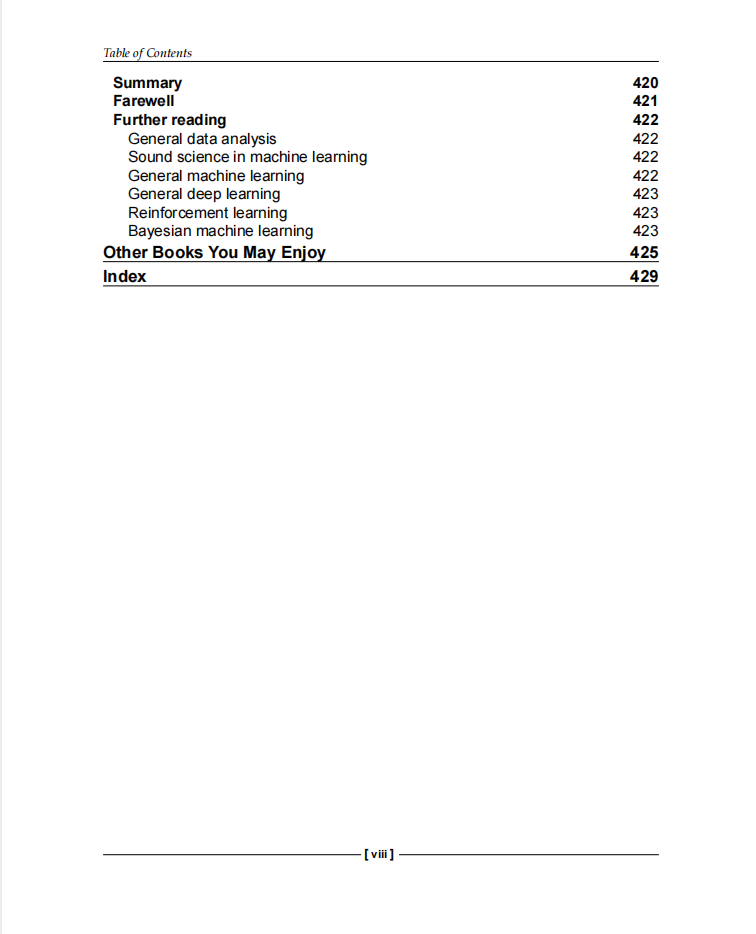 Table of Contents
Summary 420
Farewell 421
Further reading 422
General data analysis 422
Sound science in machine learning 422
General machine learning 422
General deep learning 423
Reinforcement learning 423
Bayesian machine learning 423
Other Books You May Enjoy 425
Index 429
[ viii ]